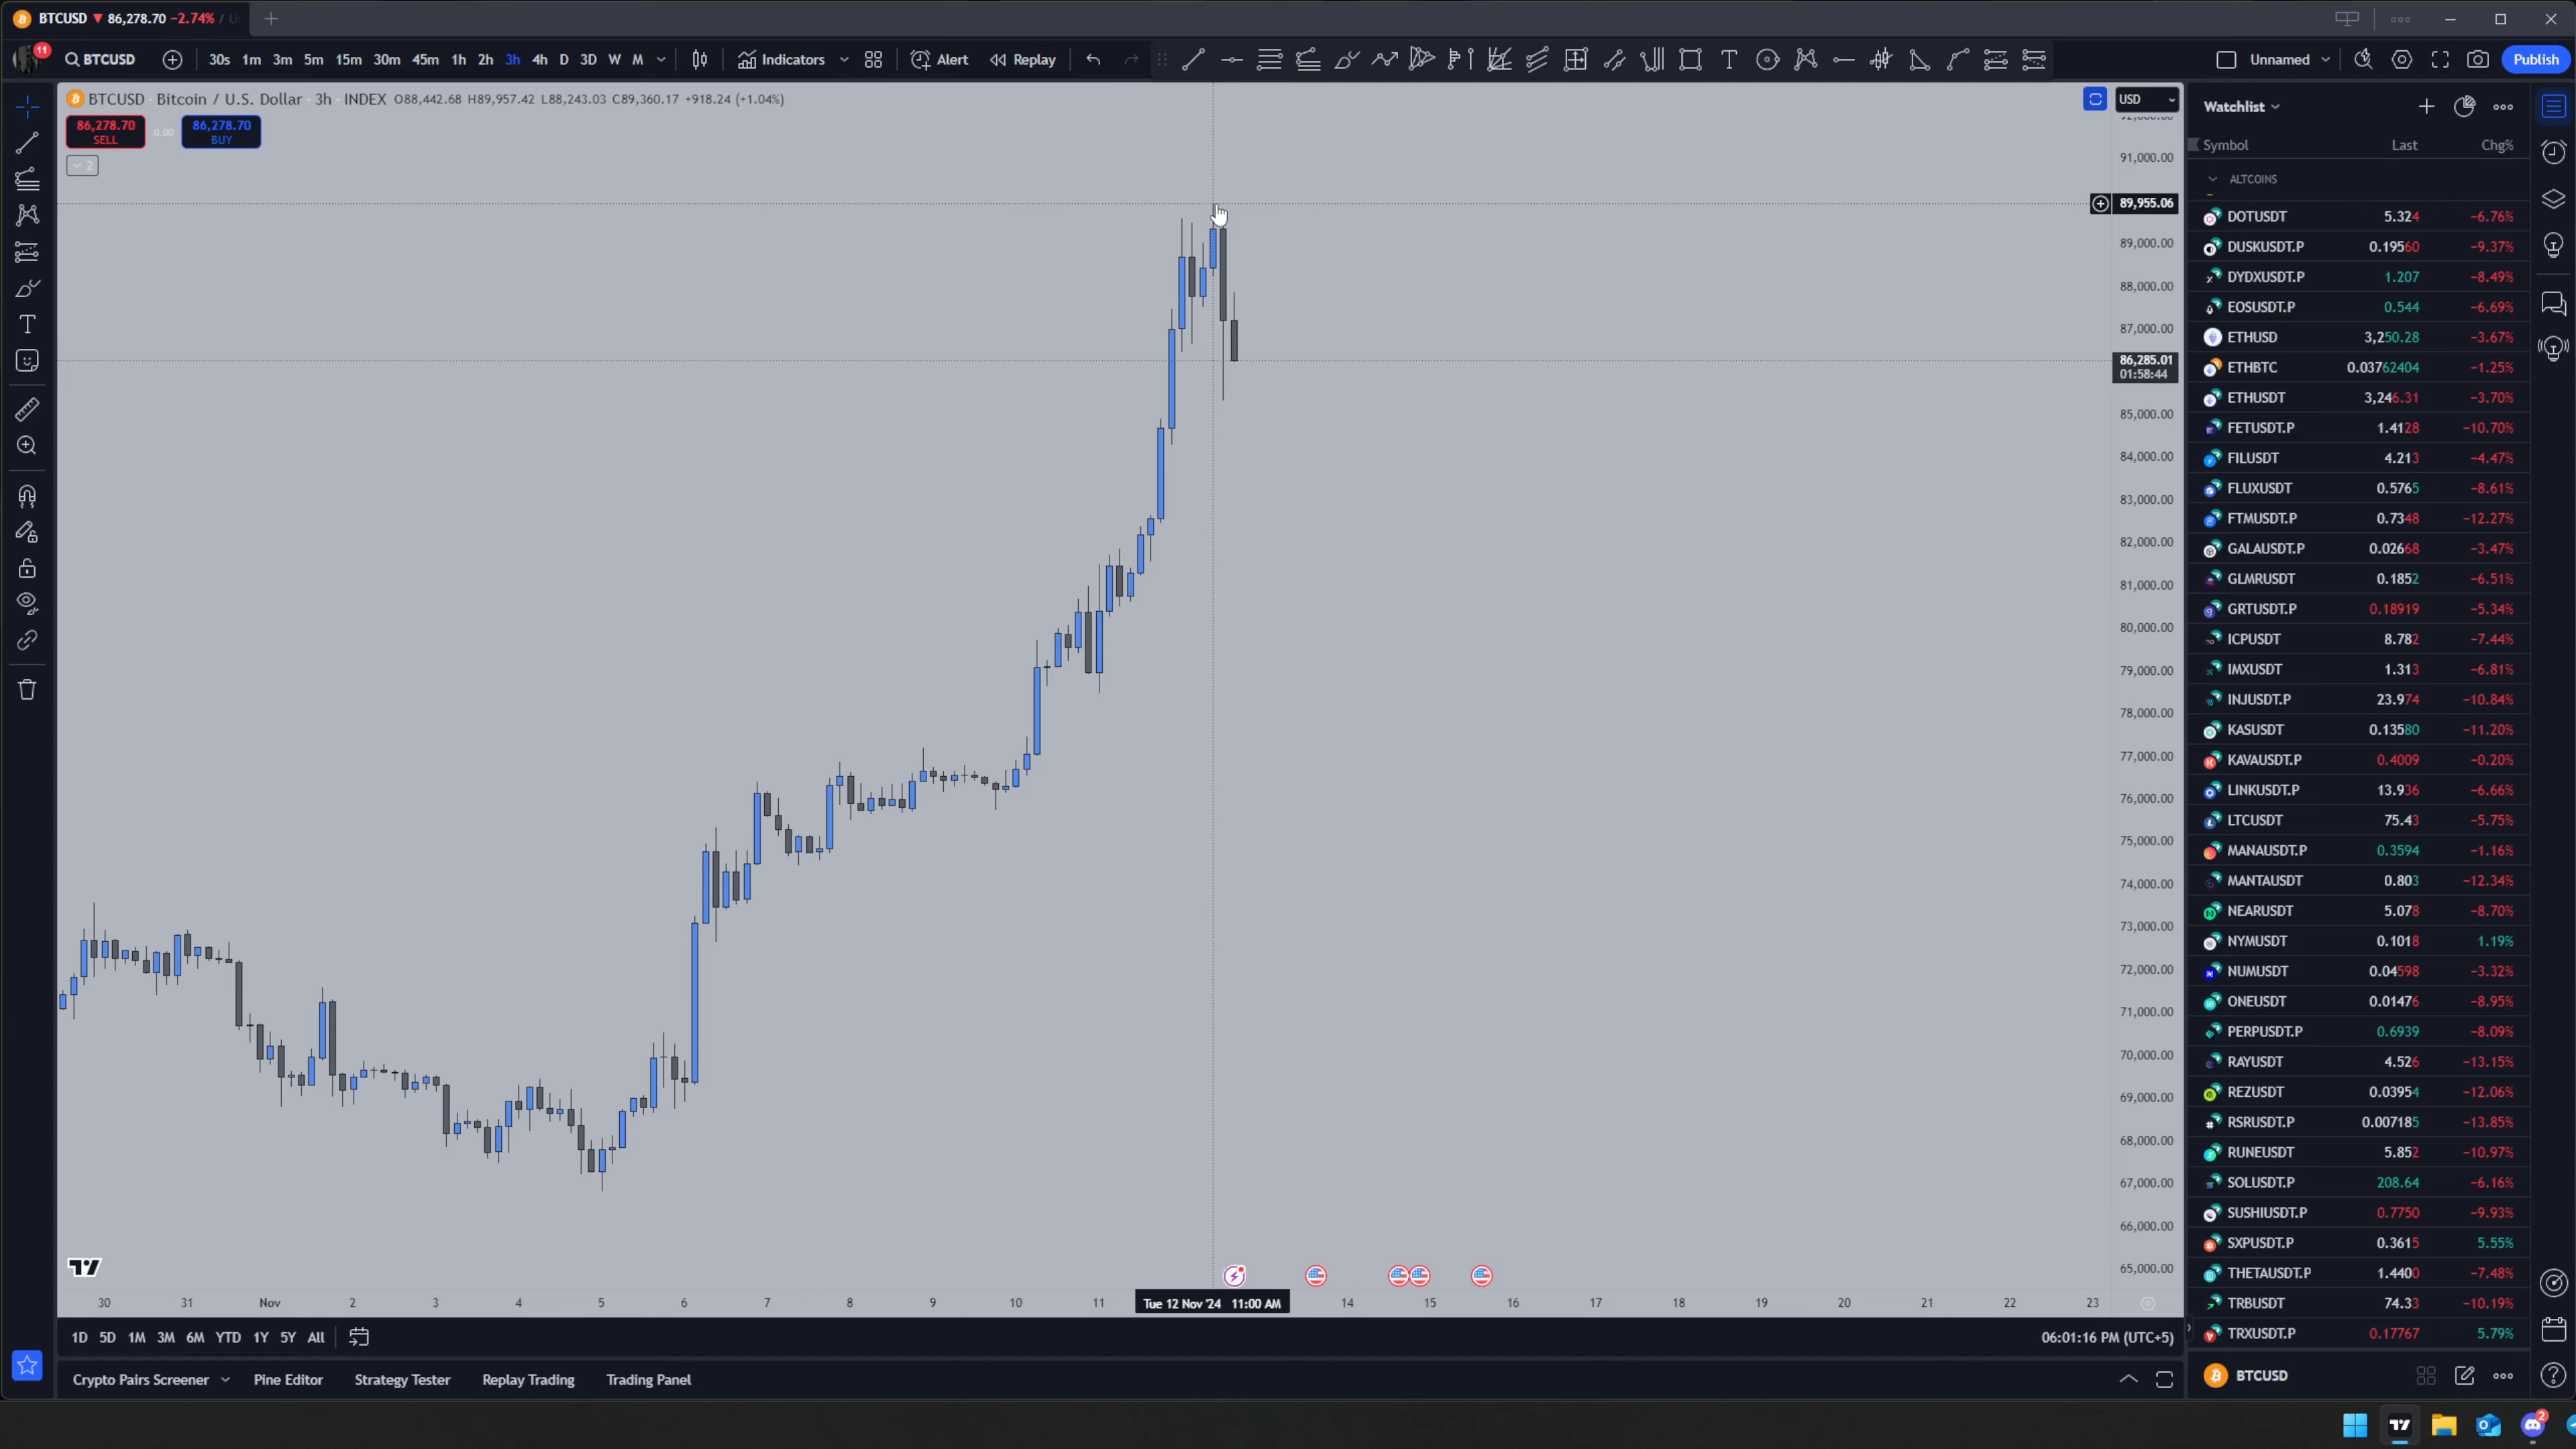 BTCUSD ▼ 86,278.70 −2.74% / U
11
BTCUSD 30s 1m 3m 5m 15m 30m 45m 1h 2h 3h 4h D 3D W M Indicators Alert Replay Unnamed Publish
BTCUSD · Bitcoin / U.S. Dollar · 3h · INDEX O88,442.68 H89,957.42 L88,243.03 C89,360.17 +918.24 (+1.04%)
86,278.70
SELL
0.00
86,278.70
BUY
2
USD
92,000.00
91,000.00
89,955.06
89,000.00
88,000.00
87,000.00
86,285.01
01:58:44
85,000.00
84,000.00
83,000.00
82,000.00
81,000.00
80,000.00
79,000.00
78,000.00
77,000.00
76,000.00
75,000.00
74,000.00
73,000.00
72,000.00
71,000.00
70,000.00
69,000.00
68,000.00
67,000.00
66,000.00
65,000.00
30 31 Nov 2 3 4 5 6 7 8 9 10 11 Tue 12 Nov '24 11:00 AM 14 15 16 17 18 19 20 21 22 23
1D 5D 1M 3M 6M YTD 1Y 5Y All
06:01:16 PM (UTC+5)
Crypto Pairs Screener Pine Editor Strategy Tester Replay Trading Trading Panel
Watchlist
Symbol Last Chg%
ALTCOINS
DOTUSDT 5.324 −6.76%
DUSKUSDT.P 0.19560 −9.37%
DYDXUSDT.P 1.207 −8.49%
EOSUSDT.P 0.544 −6.69%
ETHUSD 3,250.28 −3.67%
ETHBTC 0.03762404 −1.25%
ETHUSDT 3,246.31 −3.70%
FETUSDT.P 1.4128 −10.70%
FILUSDT 4.213 −4.47%
FLUXUSDT 0.5765 −8.61%
FTMUSDT.P 0.7348 −12.27%
GALAUSDT.P 0.02668 −3.47%
GLMRUSDT 0.1852 −6.51%
GRTUSDT.P 0.18919 −5.34%
ICPUSDT 8.782 −7.44%
IMXUSDT 1.313 −6.81%
INJUSDT.P 23.974 −10.84%
KASUSDT 0.13580 −11.20%
KAVAUSDT.P 0.4009 −0.20%
LINKUSDT.P 13.936 −6.66%
LTCUSDT 75.43 −5.75%
MANAUSDT.P 0.3594 −1.16%
MANTAUSDT 0.803 −12.34%
NEARUSDT 5.078 −8.70%
NYMUSDT 0.1018 1.19%
NUMUSDT 0.04598 −3.32%
ONEUSDT 0.01476 −8.95%
PERPUSDT.P 0.6939 −8.09%
RAYUSDT 4.526 −13.15%
REZUSDT 0.03954 −12.06%
RSRUSDT.P 0.007185 −13.85%
RUNEUSDT 5.852 −10.97%
SOLUSDT.P 208.64 −6.16%
SUSHIUSDT.P 0.7750 −9.93%
SXPUSDT.P 0.3615 5.55%
THETAUSDT.P 1.4400 −7.48%
TRBUSDT 74.33 −10.19%
TRXUSDT.P 0.17767 5.79%
BTCUSD
2